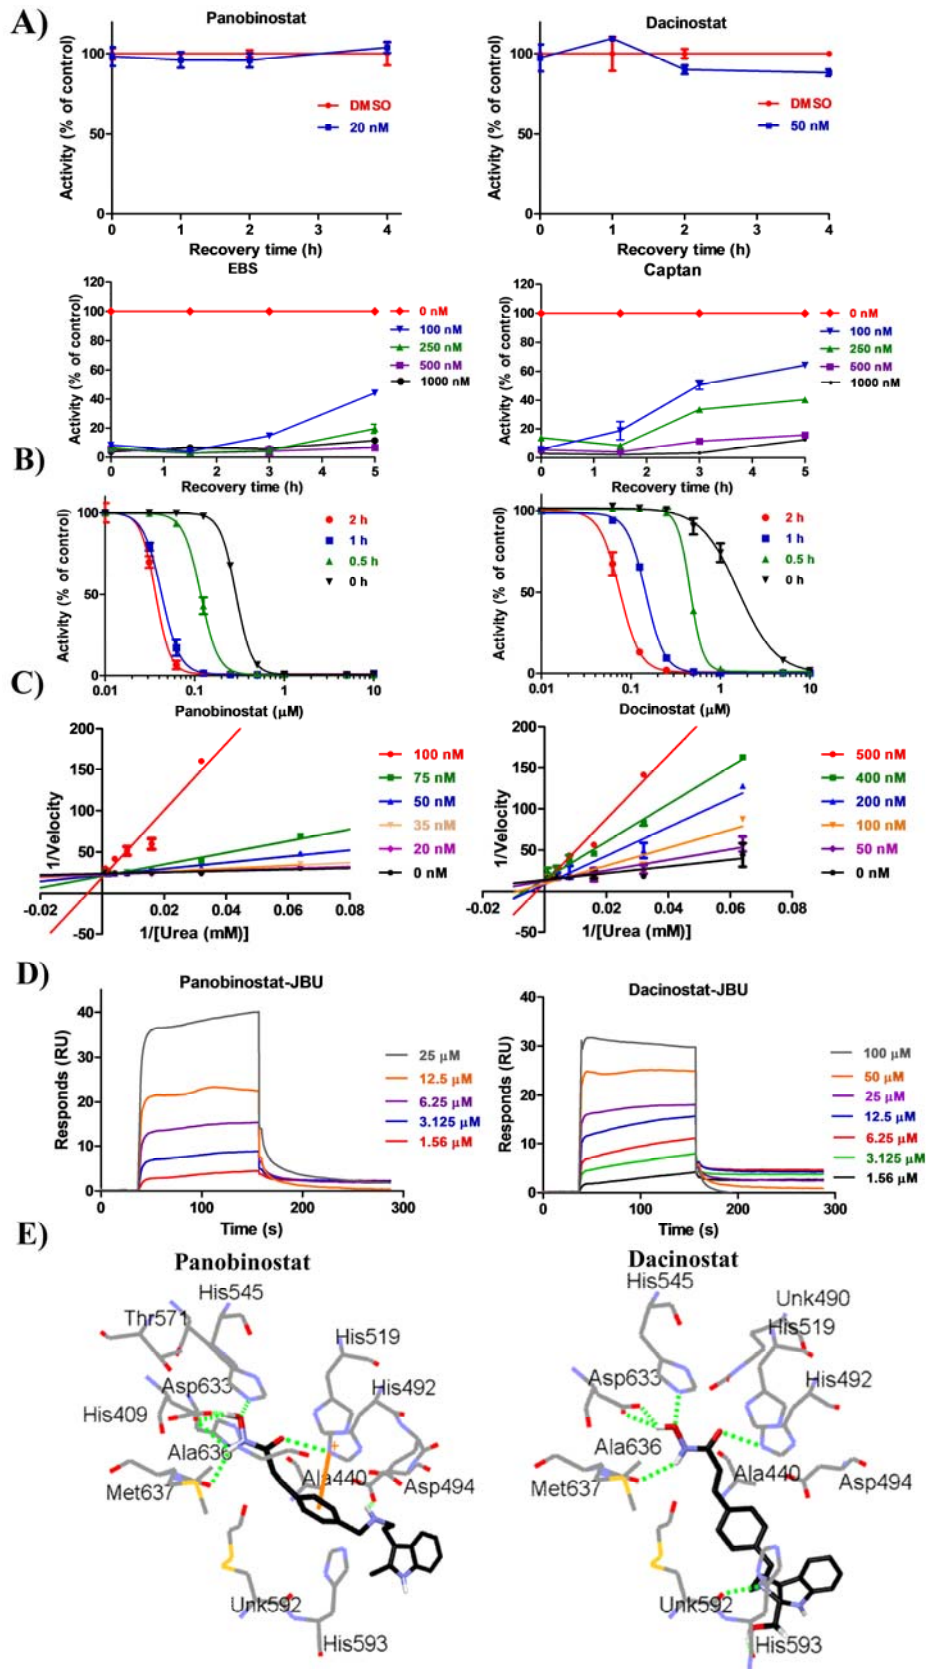 A)
Panobinostat
Activity (% of control)
100
50
0
DMSO
20 nM
0 1 2 3 4
Recovery time (h)
Dacinostat
Activity (% of control)
100
50
0
DMSO
50 nM
0 1 2 3 4
Recovery time (h)
EBS
Activity (% of control)
120
100
80
60
40
20
0
0 nM
100 nM
250 nM
500 nM
1000 nM
0 1 2 3 4 5
Recovery time (h)
Captan
Activity (% of control)
120
100
80
60
40
20
0
0 nM
100 nM
250 nM
500 nM
1000 nM
0 1 2 3 4 5
Recovery time (h)
B)
Activity (% of control)
100
50
0
2 h
1 h
0.5 h
0 h
0.01 0.1 1 10
Panobinostat (μM)
Activity (% of control)
100
50
0
2 h
1 h
0.5 h
0 h
0.01 0.1 1 10
Docinostat (μM)
C)
1/Velocity
200
150
100
50
-50
100 nM
75 nM
50 nM
35 nM
20 nM
0 nM
-0.02 0.02 0.04 0.06 0.08
1/[Urea (mM)]
1/Velocity
200
150
100
50
-50
500 nM
400 nM
200 nM
100 nM
50 nM
0 nM
-0.02 0.00 0.02 0.04 0.06 0.08
1/[Urea (mM)]
D)
Panobinostat-JBU
Responds (RU)
40
30
20
10
0
25 μM
12.5 μM
6.25 μM
3.125 μM
1.56 μM
0 100 200 300
Time (s)
Dacinostat-JBU
Responds (RU)
40
30
20
10
0
100 μM
50 μM
25 μM
12.5 μM
6.25 μM
3.125 μM
1.56 μM
0 100 200 300
Time (s)
E)
Panobinostat
His545
Thr571
His519
Asp633
His492
His409
Ala636
Ala440
Met637
Asp494
Unk592
His593
Dacinostat
His545
Unk490
His519
Asp633
His492
Ala636
Ala440
Met637
Asp494
Unk592
His593